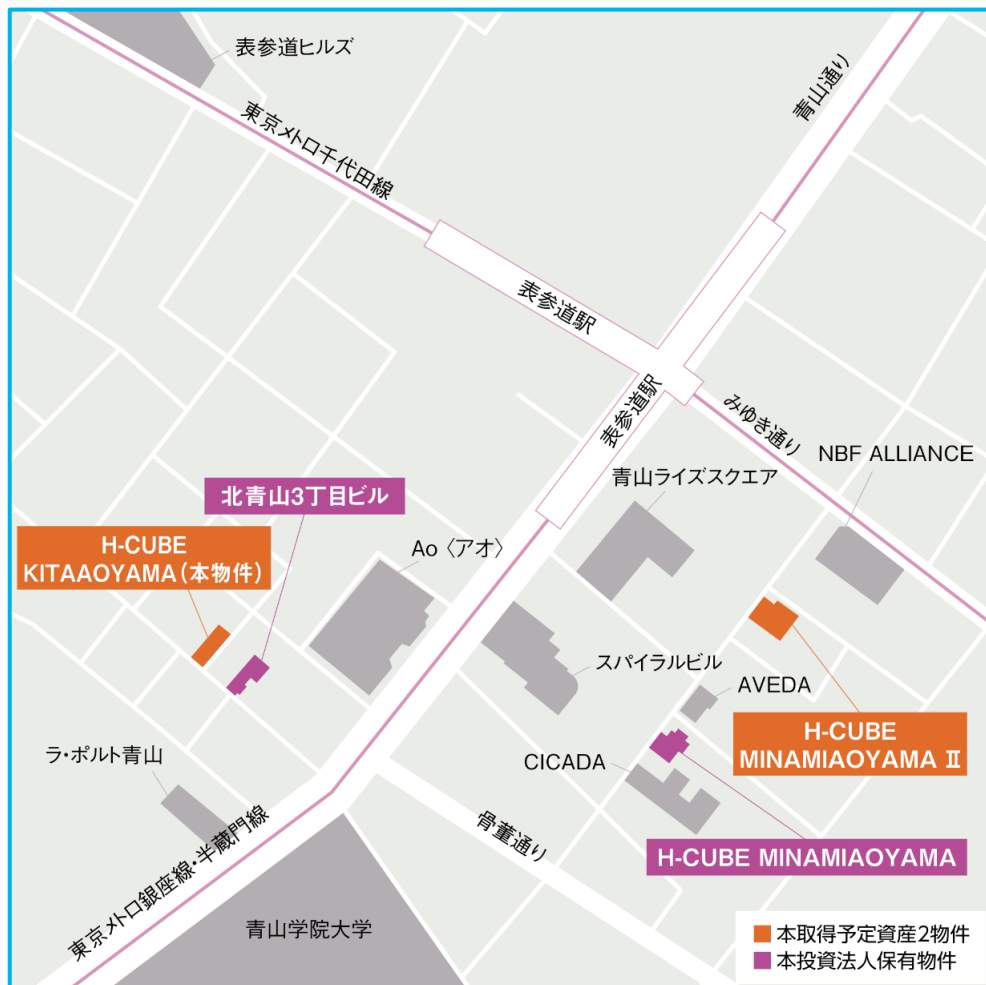 表参道ヒルズ
青山通り
東京メトロ千代田線
表参道駅
表参道駅
みゆき通り
NBF ALLIANCE
青山ライズスクエア
北青山3丁目ビル
H-CUBE
KITAAOYAMA(本物件)
Ao〈アオ〉
スパイラルビル
AVEDA
H-CUBE
MINAMIAOYAMA Ⅱ
ラ・ポルト青山
CICADA
骨董通り
H-CUBE MINAMIAOYAMA
東京メトロ銀座線・半蔵門線
青山学院大学
本取得予定資産2物件
本投資法人保有物件